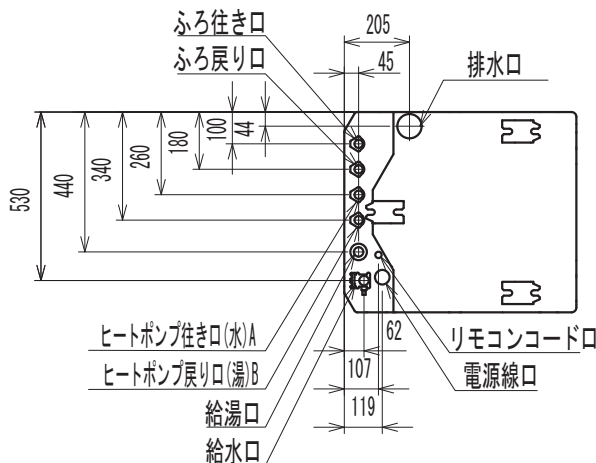 ふろ往き口
ふろ戻り口
205
45
排水口
44
100
180
260
340
440
530
ヒートポンプ往き口(水)A
ヒートポンプ戻り口(湯)B
給湯口
給水口
62
107
119
リモコンコード口
電源線口